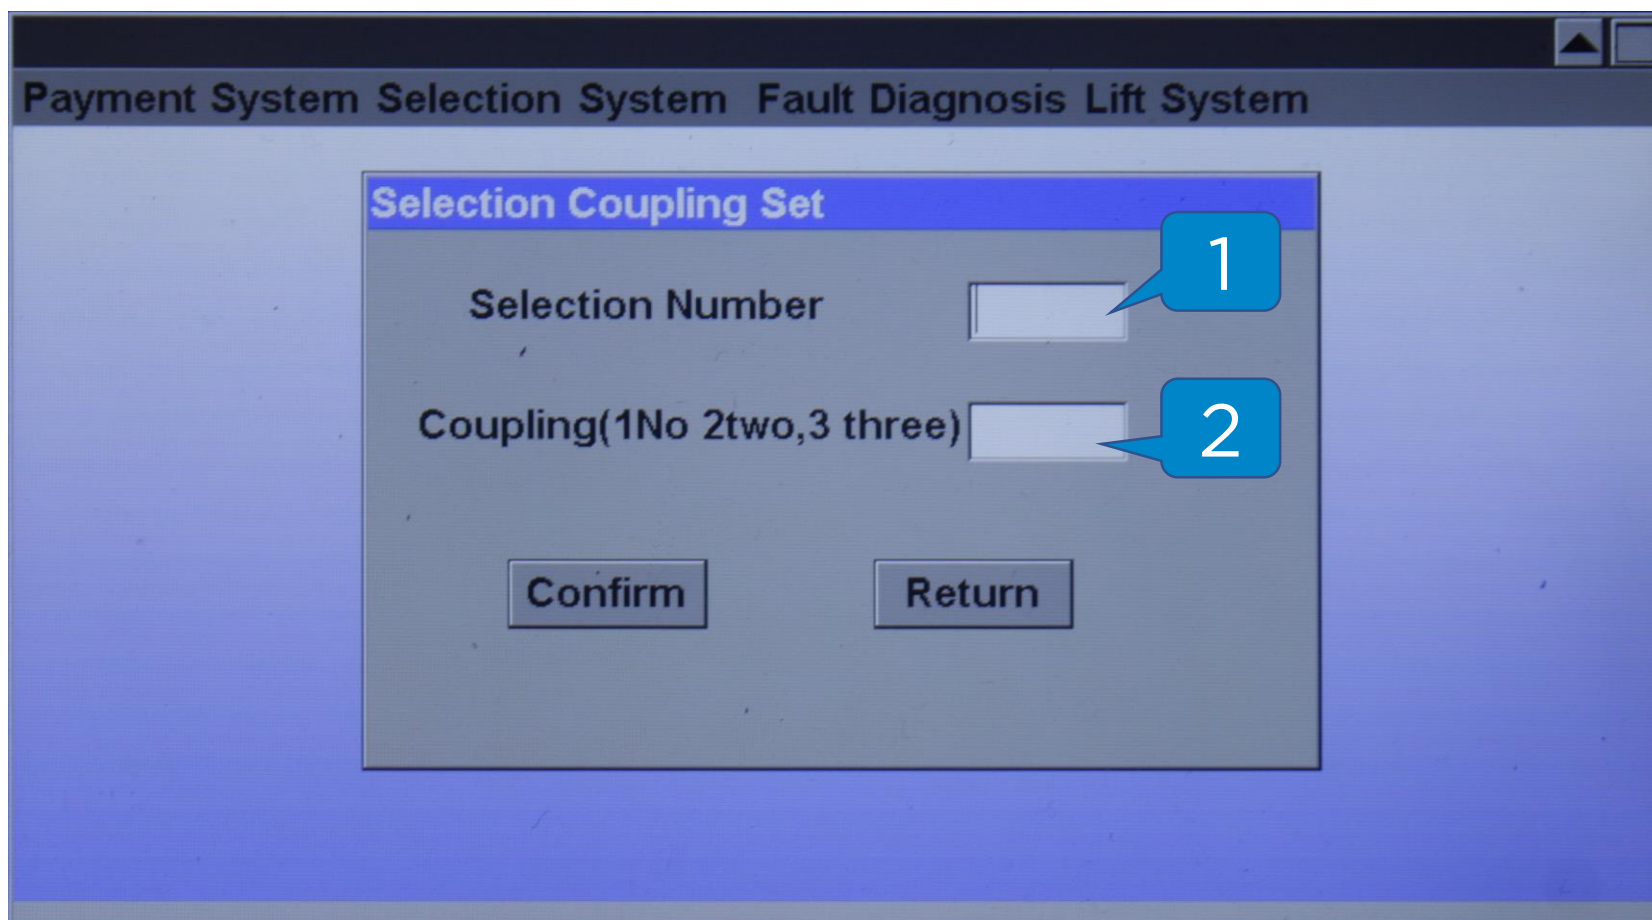 Payment System Selection System Fault Diagnosis Lift System
Selection Coupling Set
Selection Number
1
Coupling(1No 2two,3 three)
2
Confirm
Return